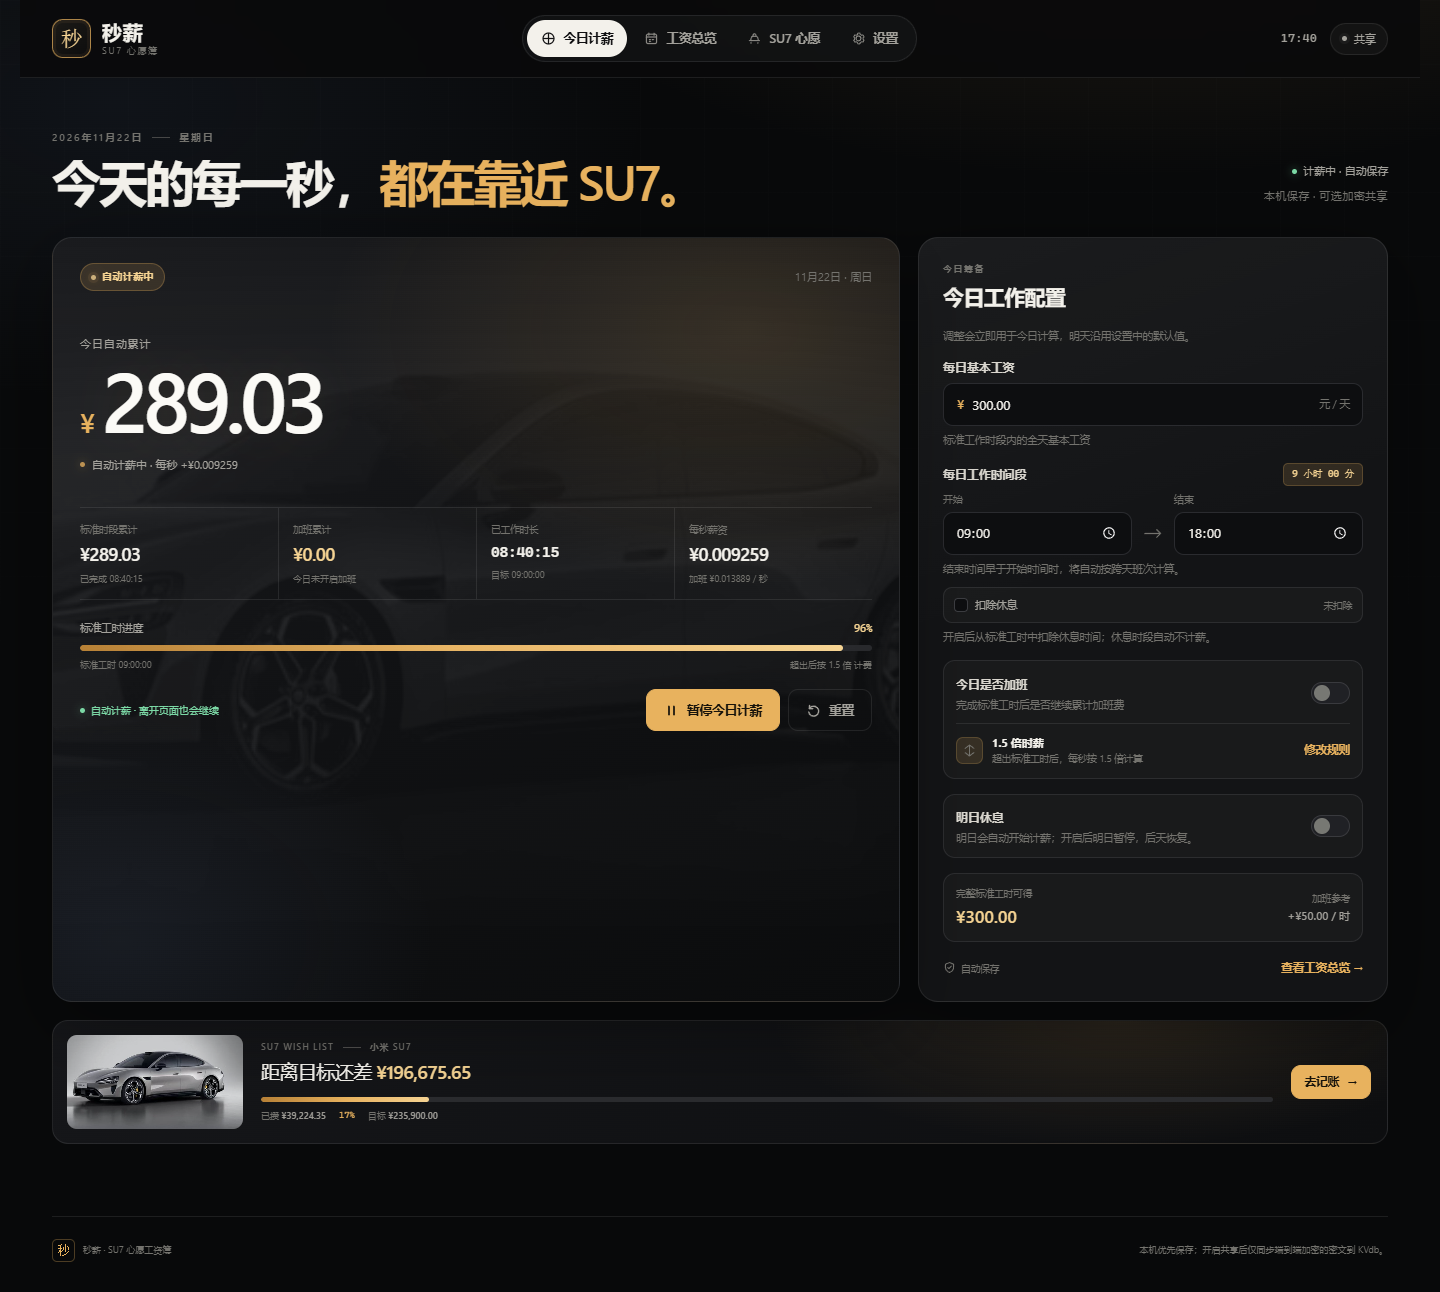 秒
秒薪
SU7 心愿簿
今日计薪
工资总览
SU7 心愿
设置
17:40
共享
2026年11月22日 — 星期日
今天的每一秒，都在靠近 SU7。
计薪中 · 自动保存
本机保存 · 可选加密共享
自动计薪中
11月22日 · 周日
今日自动累计
¥ 289.03
自动计薪中 · 每秒 +¥0.009259
标准时段累计
¥289.03
已完成 08:40:15
加班累计
¥0.00
今日未开启加班
已工作时长
08:40:15
目标 09:00:00
每秒薪资
¥0.009259
加班 ¥0.013889 / 秒
标准工时进度
96%
标准工时 09:00:00
超出后按 1.5 倍 计费
自动计薪 · 离开页面也会继续
暂停今日计薪
重置
今日筹备
今日工作配置
调整会立即用于今日计算，明天沿用设置中的默认值。
每日基本工资
¥ 300.00
元 / 天
标准工作时段内的全天基本工资
每日工作时间段
9 小时 00 分
开始
结束
09:00
→
18:00
结束时间早于开始时间时，将自动按跨天班次计算。
扣除休息
未扣除
开启后从标准工时中扣除休息时间；休息时段自动不计薪。
今日是否加班
完成标准工时后是否继续累计加班费
1.5 倍时薪
超出标准工时后，每秒按 1.5 倍计算
修改规则
明日休息
明日会自动开始计薪；开启后明日暂停，后天恢复。
完整标准工时可得
¥300.00
加班参考
+¥50.00 / 时
自动保存
查看工资总览 →
SU7 WISH LIST — 小米 SU7
距离目标还差 ¥196,675.65
已攒 ¥39,224.35
17%
目标 ¥235,900.00
去记账 →
秒
秒薪 · SU7 心愿工资簿
本机优先保存；开启共享后仅同步端到端加密的密文到 KVdb。